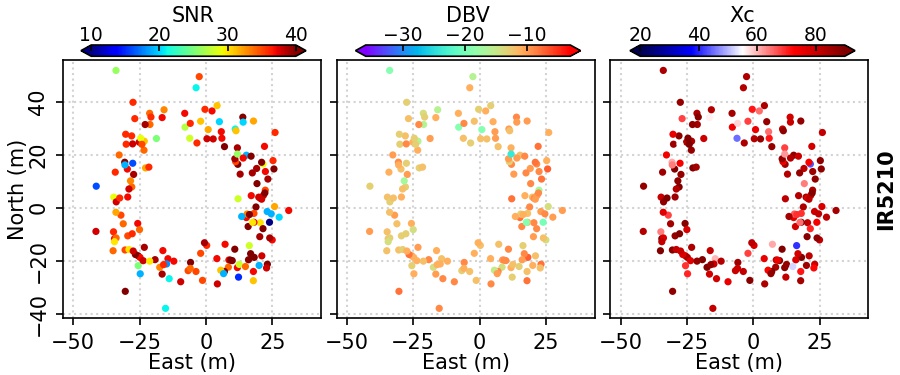 SNR DBV Xc
10 20 30 40 −30 −20 −10 20 40 60 80
40
20
0
−20
−40
North (m)
IR5210
−50 −25 0 25 −50 −25 0 25 −50 −25 0 25
East (m) East (m) East (m)